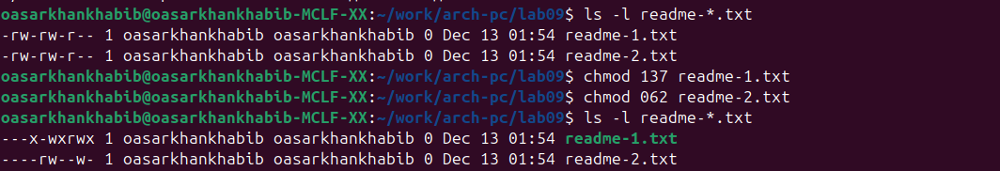 oasarkhankhabib@oasarkhankhabib-MCLF-XX:~/work/arch-pc/lab09$ ls -l readme-*.txt
-rw-rw-r-- 1 oasarkhankhabib oasarkhankhabib 0 Dec 13 01:54 readme-1.txt
-rw-rw-r-- 1 oasarkhankhabib oasarkhankhabib 0 Dec 13 01:54 readme-2.txt
oasarkhankhabib@oasarkhankhabib-MCLF-XX:~/work/arch-pc/lab09$ chmod 137 readme-1.txt
oasarkhankhabib@oasarkhankhabib-MCLF-XX:~/work/arch-pc/lab09$ chmod 062 readme-2.txt
oasarkhankhabib@oasarkhankhabib-MCLF-XX:~/work/arch-pc/lab09$ ls -l readme-*.txt
---x-wxrwx 1 oasarkhankhabib oasarkhankhabib 0 Dec 13 01:54 readme-1.txt
----rw--w- 1 oasarkhankhabib oasarkhankhabib 0 Dec 13 01:54 readme-2.txt